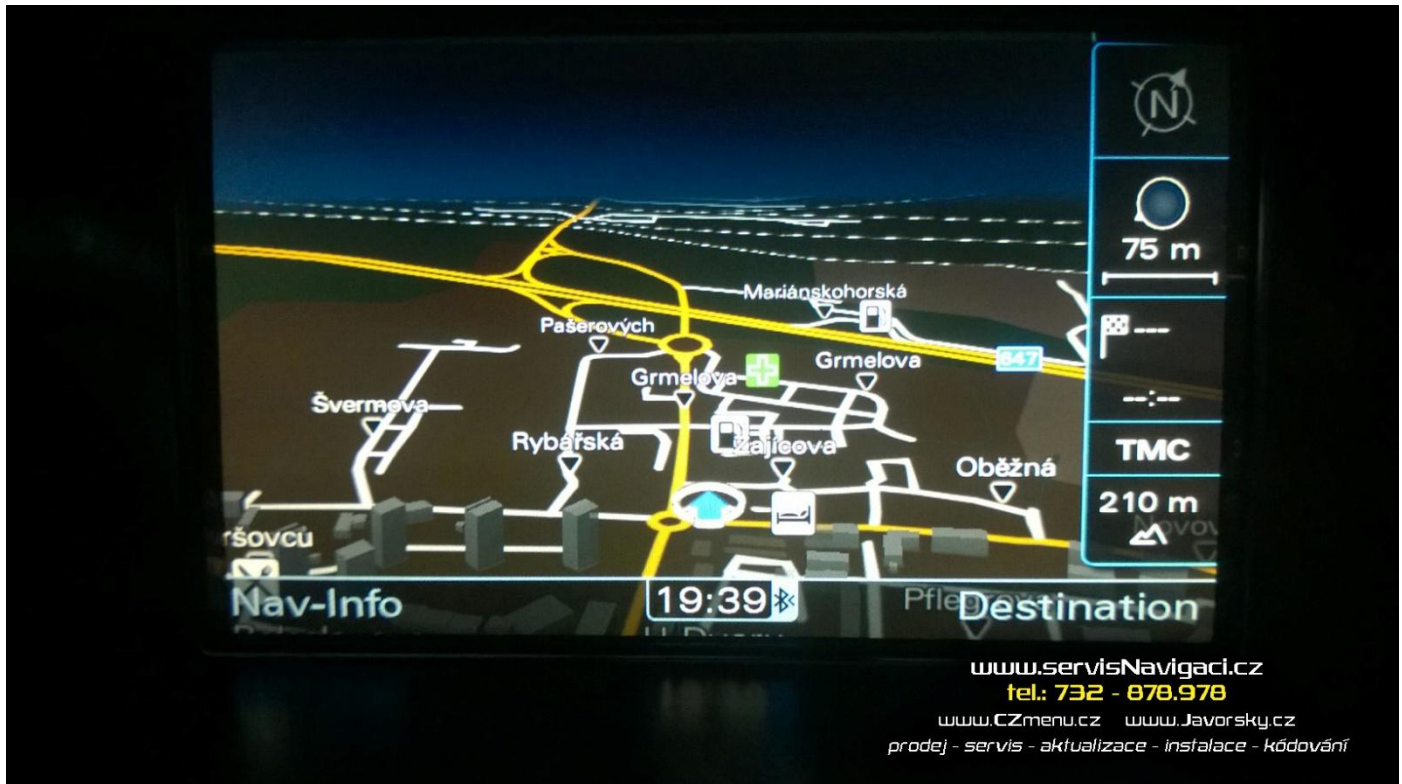 N
75 m
Mariánskohorská
Pašerových
---
Grmelova
647
Grmelova
Švermova
--:--
Rybářská
Zajícova
TMC
Oběžná
210 m
ršovců
Nav-Info
19:39
Destination
www.servisNavigaci.cz
tel.: 732 - 878.978
www.CZmenu.cz www.Javorsky.cz
prodej - servis - aktualizace - instalace - kódování